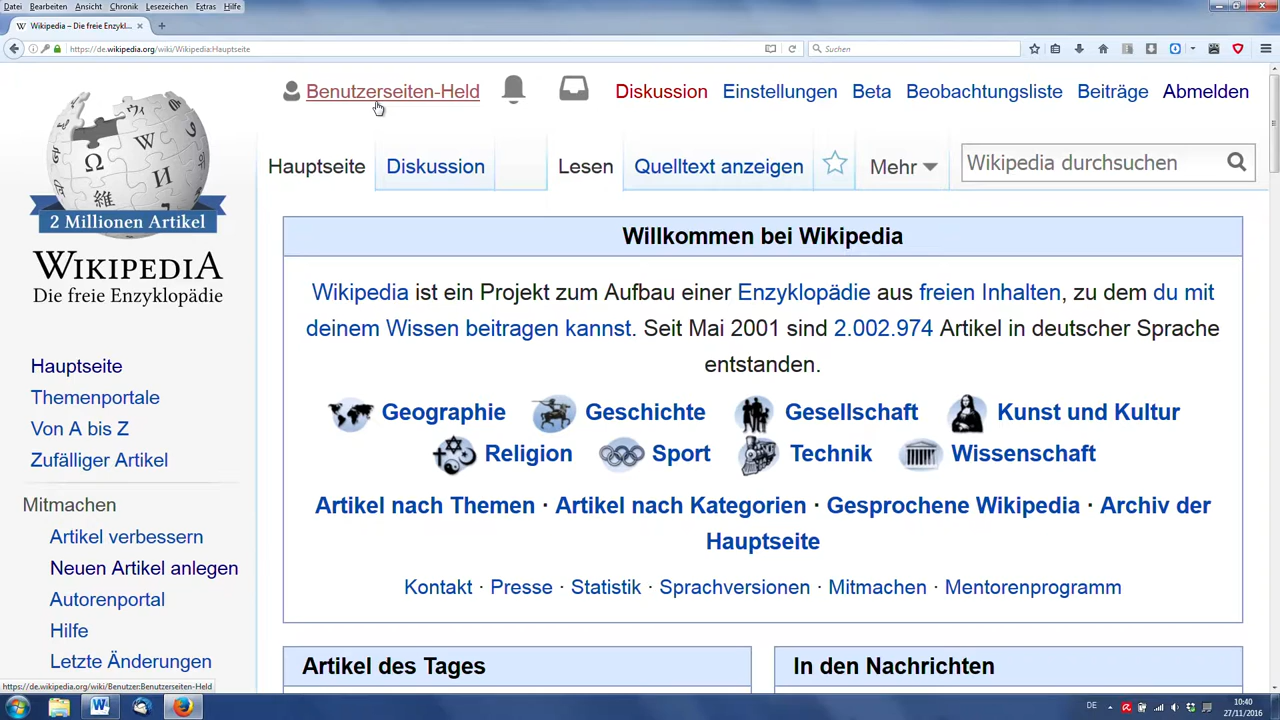 Datei Bearbeiten Ansicht Chronik Lesezeichen Extras Hilfe
W Wikipedia – Die freie Enzykl...
https://de.wikipedia.org/wiki/Wikipedia:Hauptseite
Suchen
Benutzerseiten-Held Diskussion Einstellungen Beta Beobachtungsliste Beiträge Abmelden
Hauptseite Diskussion Lesen Quelltext anzeigen Mehr Wikipedia durchsuchen
Ω W И 維
2 Millionen Artikel
WIKIPEDIA
Die freie Enzyklopädie
Hauptseite
Themenportale
Von A bis Z
Zufälliger Artikel
Mitmachen
Artikel verbessern
Neuen Artikel anlegen
Autorenportal
Hilfe
Letzte Änderungen
Willkommen bei Wikipedia
Wikipedia ist ein Projekt zum Aufbau einer Enzyklopädie aus freien Inhalten, zu dem du mit
deinem Wissen beitragen kannst. Seit Mai 2001 sind 2.002.974 Artikel in deutscher Sprache
entstanden.
Geographie Geschichte Gesellschaft Kunst und Kultur
Religion Sport Technik Wissenschaft
Artikel nach Themen · Artikel nach Kategorien · Gesprochene Wikipedia · Archiv der
Hauptseite
Kontakt · Presse · Statistik · Sprachversionen · Mitmachen · Mentorenprogramm
Artikel des Tages
In den Nachrichten
https://de.wikipedia.org/wiki/Benutzer:Benutzerseiten-Held
W
DE
10:40
27/11/2016